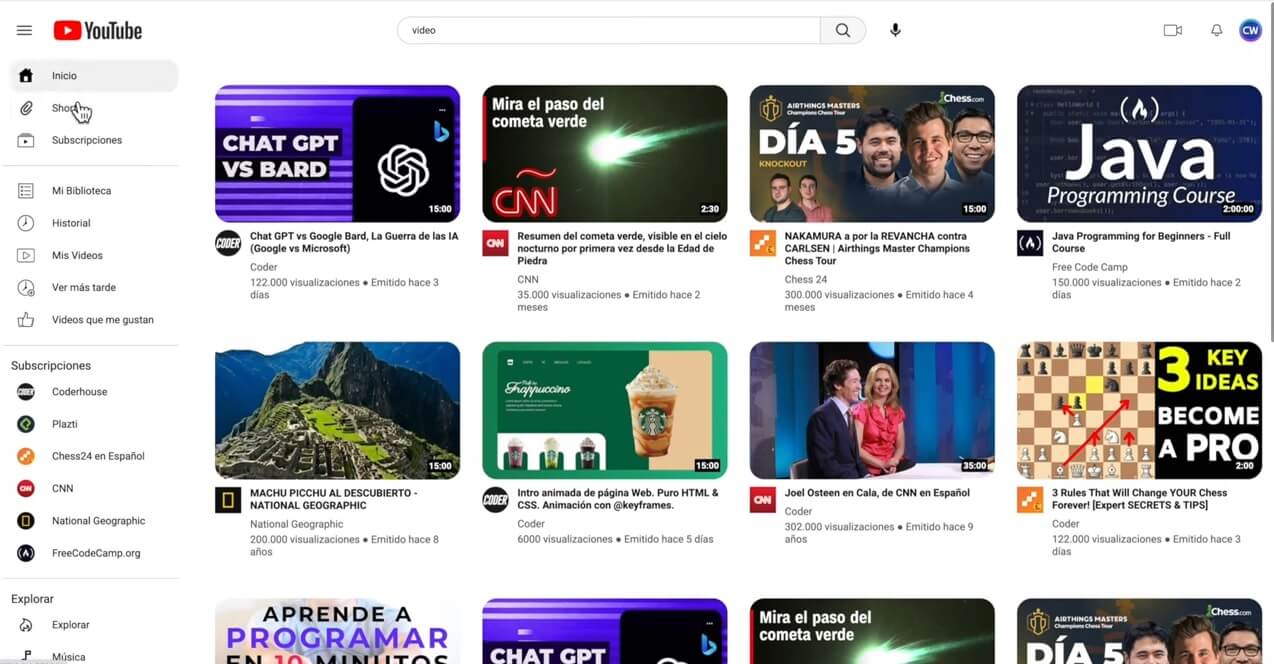 YouTube
video
CW
Inicio
Subscripciones
Mi Biblioteca
Historial
Mis Videos
Ver más tarde
Videos que me gustan
Subscripciones
Coderhouse
Plazti
Chess24 en Español
CNN
National Geographic
FreeCodeCamp.org
Explorar
Explorar
Música
CHAT GPT
VS BARD
15:00
CODER
Chat GPT vs Google Bard, La Guerra de las IA
(Google vs Microsoft)
Coder
122.000 visualizaciones ● Emitido hace 3
días
Mira el paso del
cometa verde
CNN
2:30
CNN
Resumen del cometa verde, visible en el cielo
nocturno por primera vez desde la Edad de
Piedra
CNN
35.000 visualizaciones ● Emitido hace 2
meses
AIRTHINGS MASTERS
Champions Chess Tour
Chess.com
DÍA 5
KNOCKOUT
15:00
NAKAMURA a por la REVANCHA contra
CARLSEN | Airthings Master Champions
Chess Tour
Chess 24
300.000 visualizaciones ● Emitido hace 4
meses
Java
Programming Course
2:00:00
Java Programming for Beginners - Full
Course
Free Code Camp
150.000 visualizaciones ● Emitido hace 2
días
15:00
MACHU PICCHU AL DESCUBIERTO -
NATIONAL GEOGRAPHIC
National Geographic
200.000 visualizaciones ● Emitido hace 8
años
Frappuccino
15:00
CODER
Intro animada de página Web. Puro HTML &
CSS. Animación con @keyframes.
Coder
6000 visualizaciones ● Emitido hace 5 días
35:00
CNN
Joel Osteen en Cala, de CNN en Español
Coder
302.000 visualizaciones ● Emitido hace 9
años
3 KEY
IDEAS
BECOME
A PRO
2:00
3 Rules That Will Change YOUR Chess
Forever! [Expert SECRETS & TIPS]
Coder
122.000 visualizaciones ● Emitido hace 3
días
APRENDE A
PROGRAMAR
EN 10 MINUTOS
CHAT GPT
Mira el paso del
cometa verde
AIRTHINGS MASTERS
Champions Chess Tour
Chess.com
DÍA 5